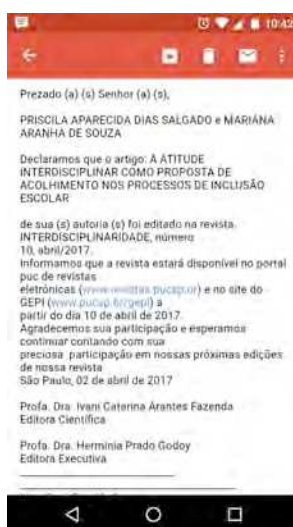 10:42
Prezado (a) (s) Senhor (a) (s),
PRISCILA APARECIDA DIAS SALGADO e MARIANA
ARANHA DE SOUZA
Declaramos que o artigo: A ATITUDE
INTERDISCIPLINAR COMO PROPOSTA DE
ACOLHIMENTO NOS PROCESSOS DE INCLUSÃO
ESCOLAR
de sua (s) autoria (s) foi editado na revista
INTERDISCIPLINARIDADE, número
10, abril/2017.
Informamos que a revista estará disponível no portal
puc de revistas
eletrônicas (www.revistas.pucsp.br) e no site do
GEPI (www.pucsp.br/gepi) a
partir do dia 10 de abril de 2017.
Agradecemos sua participação e esperamos
continuar contando com sua
preciosa participação em nossas próximas edições
de nossa revista
São Paulo, 02 de abril de 2017
Profa. Dra. Ivani Catarina Arantes Fazenda
Editora Científica
Profa. Dra. Herminia Prado Godoy
Editora Executiva